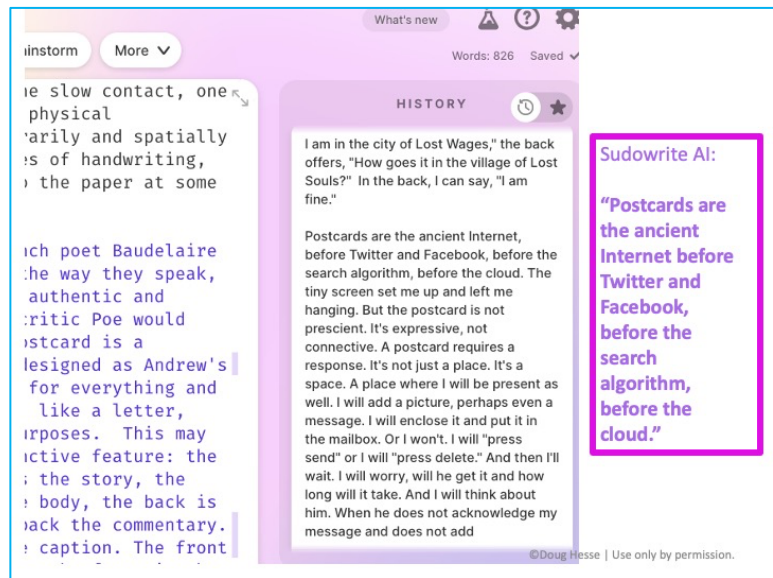 What's new
ainstorm
More
Words: 826 Saved
slow contact, one
physical
and spatially
of handwriting,
the paper at some
poet Baudelaire
the way they speak,
authentic and
critic Poe would
postcard is a
designed as Andrew's
for everything and
like a letter,
This may
feature: the
the story, the
body, the back is
back the commentary.
caption. The front
HISTORY
I am in the city of Lost Wages," the back
offers, "How goes it in the village of Lost
Souls?" In the back, I can say, "I am
fine."
Postcards are the ancient Internet,
before Twitter and Facebook, before the
search algorithm, before the cloud. The
tiny screen set me up and left me
hanging. But the postcard is not
prescient. It's expressive, not
connective. A postcard requires a
response. It's not just a place. It's a
space. A place where I will be present as
well. I will add a picture, perhaps even a
message. I will enclose it and put it in
the mailbox. Or I won't. I will "press
send" or I will "press delete." And then I'll
wait. I will worry, will he get it and how
long will it take. And I will think about
him. When he does not acknowledge my
message and does not add
Sudowrite AI:
“Postcards are
the ancient
Internet before
Twitter and
Facebook,
before the
search
algorithm,
before the
cloud.”
©Doug Hesse | Use only by permission.